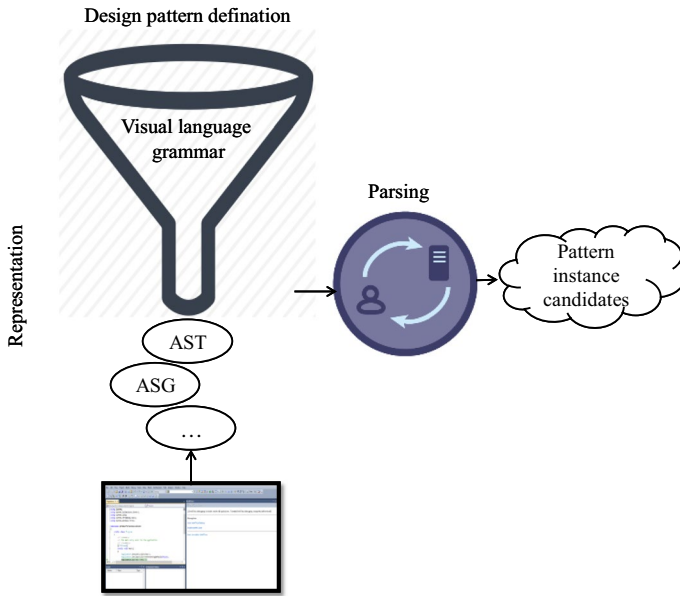 Design pattern defination
Visual language
grammar
Parsing
Representation
Pattern
instance
candidates
AST
ASG
...